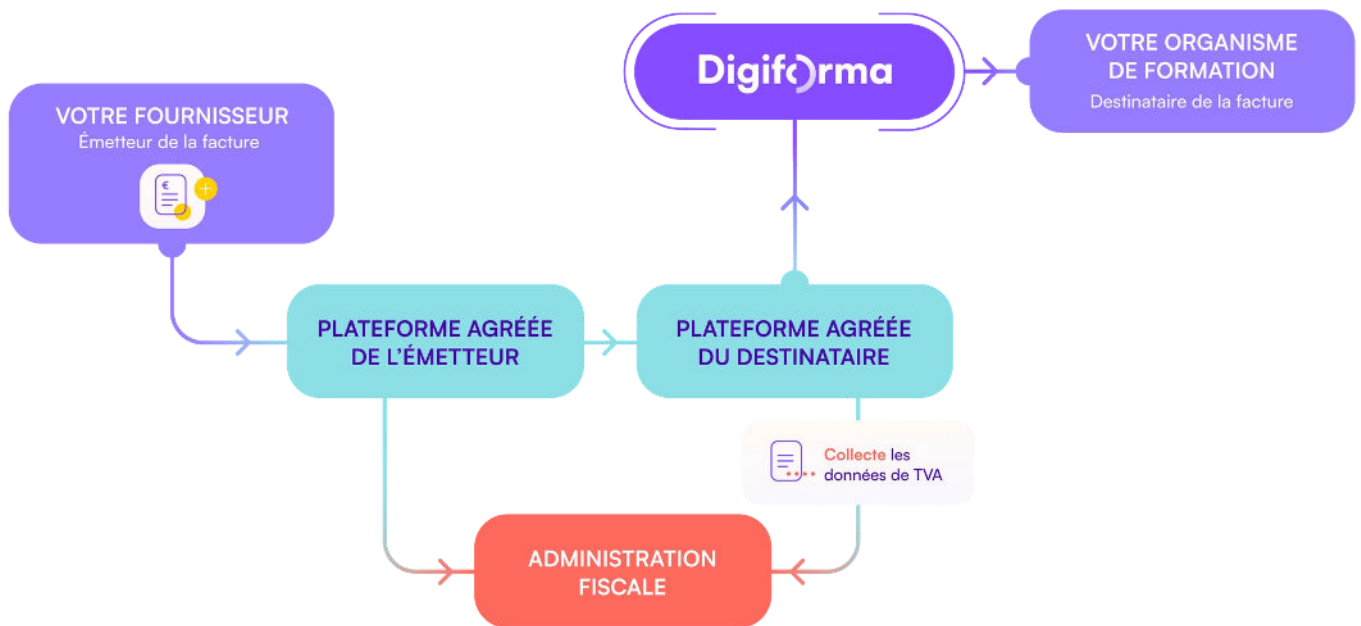 Digiforma
VOTRE ORGANISME
DE FORMATION
Destinataire de la facture
VOTRE FOURNISSEUR
Émetteur de la facture
€
PLATEFORME AGRÉÉE
DE L'ÉMETTEUR
PLATEFORME AGRÉÉE
DU DESTINATAIRE
Collecte les
données de TVA
ADMINISTRATION
FISCALE